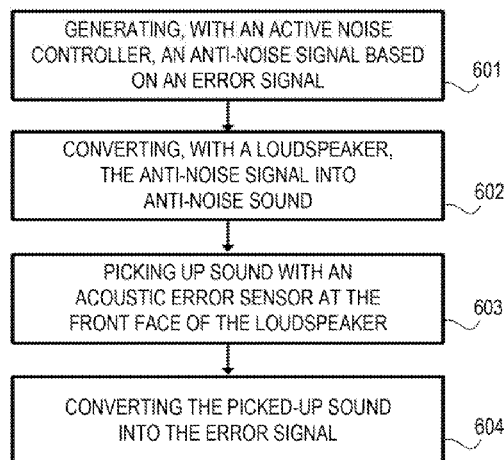 GENERATING, WITH AN ACTIVE NOISE
CONTROLLER, AN ANTI-NOISE SIGNAL BASED
ON AN ERROR SIGNAL
601
CONVERTING, WITH A LOUDSPEAKER,
THE ANTI-NOISE SIGNAL INTO
ANTI-NOISE SOUND
602
PICKING UP SOUND WITH AN
ACOUSTIC ERROR SENSOR AT THE
FRONT FACE OF THE LOUDSPEAKER
603
CONVERTING THE PICKED-UP SOUND
INTO THE ERROR SIGNAL
604